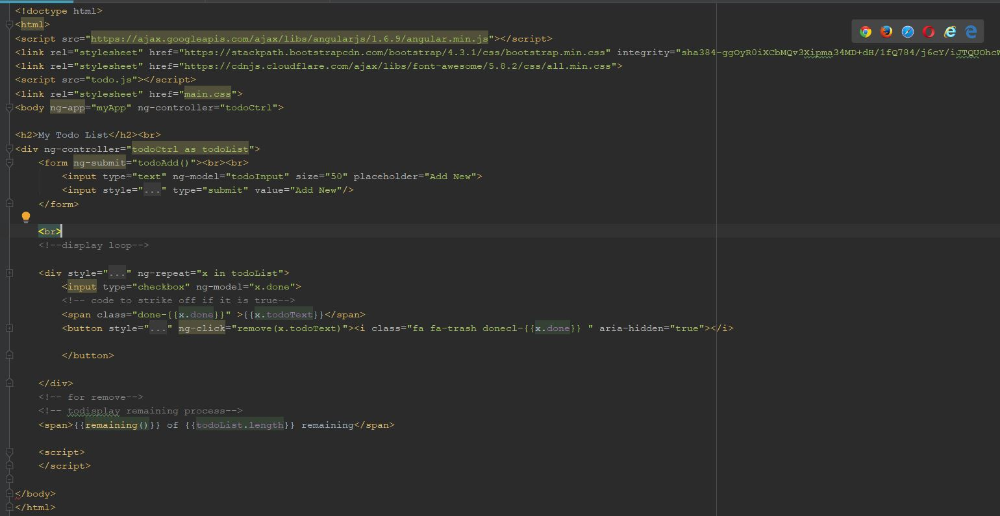 <!doctype html>
<html>
<script src="https://ajax.googleapis.com/ajax/libs/angularjs/1.6.9/angular.min.js"></script>
<link rel="stylesheet" href="https://stackpath.bootstrapcdn.com/bootstrap/4.3.1/css/bootstrap.min.css" integrity="sha384-ggOyR0iXCbMQv3Xipma34MD+dH/1fQ784/j6cY/iJTQUOhcW
<link rel="stylesheet" href="https://cdnjs.cloudflare.com/ajax/libs/font-awesome/5.8.2/css/all.min.css">
<script src="todo.js"></script>
<link rel="stylesheet" href="main.css">
<body ng-app="myApp" ng-controller="todoCtrl">
<h2>My Todo List</h2><br>
<div ng-controller="todoCtrl as todoList">
<form ng-submit="todoAdd()"><br><br>
<input type="text" ng-model="todoInput" size="50" placeholder="Add New">
<input style="..." type="submit" value="Add New"/>
</form>
<br>
<!--display loop-->
<div style="..." ng-repeat="x in todoList">
<input type="checkbox" ng-model="x.done">
<!-- code to strike off if it is true-->
<span class="done-{{x.done}}" >{{x.todoText}}</span>
<button style="..." ng-click="remove(x.todoText)"><i class="fa fa-trash donecl-{{x.done}} " aria-hidden="true"></i>
</button>
</div>
<!-- for remove-->
<!-- todisplay remaining process-->
<span>{{remaining()}} of {{todoList.length}} remaining</span>
<script>
</script>
</body>
</html>